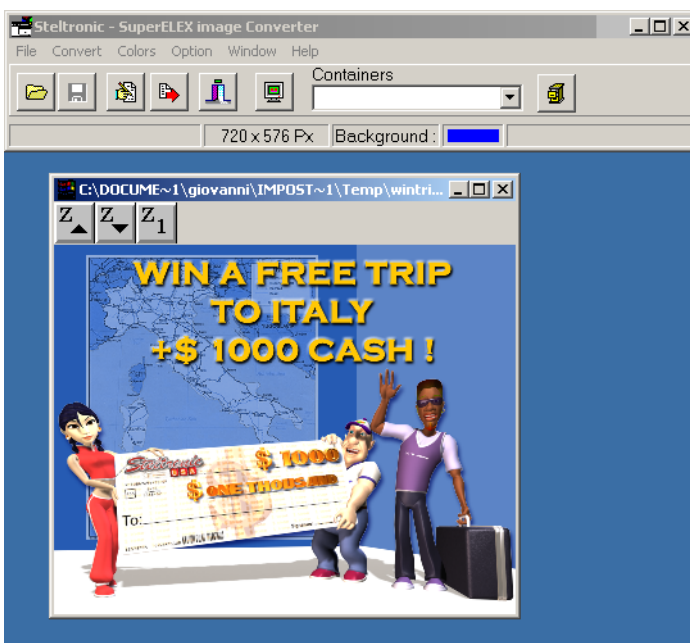 Steltronic - SuperELEX image Converter
File Convert Colors Option Window Help
Containers
720 x 576 Px Background :
C:\DOCUME~1\giovanni\IMPOST~1\Temp\wintri...
Z Z Z1
WIN A FREE TRIP
TO ITALY
+$ 1000 CASH !
Steltronic
USA
$ 1000
$ ONE THOUSAND
To: